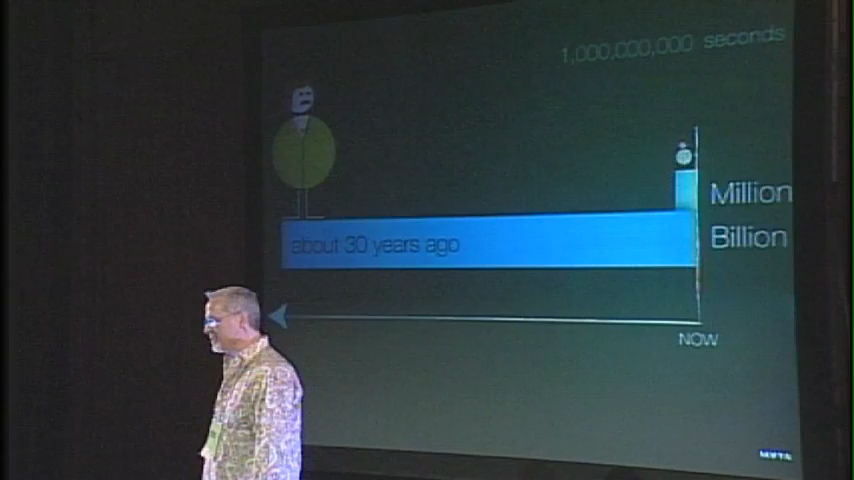 1,000,000,000 seconds
Million
about 30 years ago
Billion
NOW